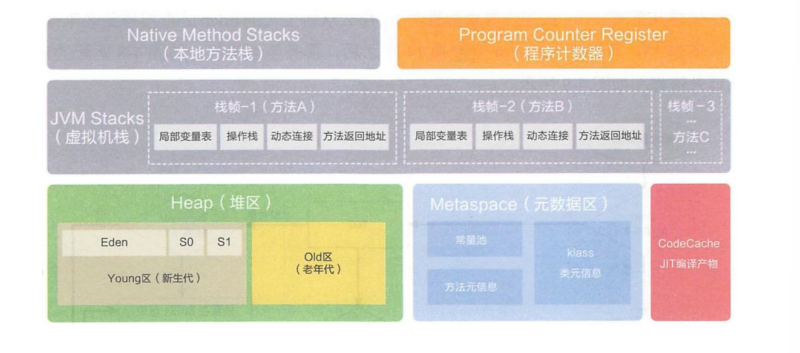 Native Method Stacks
（本地方法栈）
Program Counter Register
（程序计数器）
JVM Stacks
（虚拟机栈）
栈帧-1（方法A）
局部变量表
操作栈
动态连接
方法返回地址
栈帧-2（方法B）
局部变量表
操作栈
动态连接
方法返回地址
栈帧-3
...
方法C
...
Heap（堆区）
Eden
S0
S1
Young区（新生代）
Old区
（老年代）
Metaspace（元数据区）
常量池
方法元信息
klass
类元信息
CodeCache
JIT编译产物